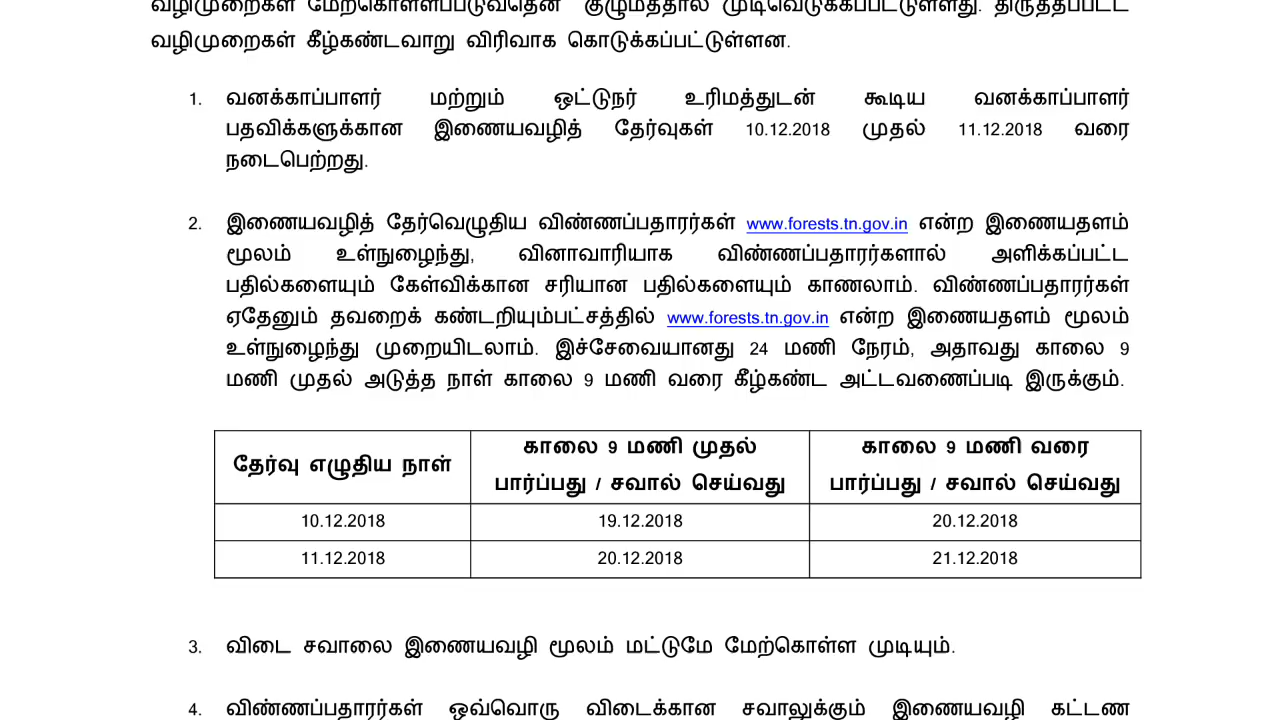 வழிமுறைகள் மேற்கொள்ளப்படுவதென குழுமத்தால் முடிவெடுக்கப்பட்டுள்ளது. திருத்தப்பட்ட
வழிமுறைகள் கீழ்கண்டவாறு விரிவாக கொடுக்கப்பட்டுள்ளன.
1. வனக்காப்பாளர் மற்றும் ஓட்டுநர் உரிமத்துடன் கூடிய வனக்காப்பாளர்
பதவிக்களுக்கான இணையவழித் தேர்வுகள் 10.12.2018 முதல் 11.12.2018 வரை
நடைபெற்றது.
2. இணையவழித் தேர்வெழுதிய விண்ணப்பதாரர்கள் www.forests.tn.gov.in என்ற இணையதளம்
மூலம் உள்நுழைந்து, வினாவாரியாக விண்ணப்பதாரர்களால் அளிக்கப்பட்ட
பதில்களையும் கேள்விக்கான சரியான பதில்களையும் காணலாம். விண்ணப்பதாரர்கள்
ஏதேனும் தவறைக் கண்டறியும்பட்சத்தில் www.forests.tn.gov.in என்ற இணையதளம் மூலம்
உள்நுழைந்து முறையிடலாம். இச்சேவையானது 24 மணி நேரம், அதாவது காலை 9
மணி முதல் அடுத்த நாள் காலை 9 மணி வரை கீழ்கண்ட அட்டவணைப்படி இருக்கும்.
தேர்வு எழுதிய நாள் காலை 9 மணி முதல் காலை 9 மணி வரை
பார்ப்பது / சவால் செய்வது பார்ப்பது / சவால் செய்வது
10.12.2018 19.12.2018 20.12.2018
11.12.2018 20.12.2018 21.12.2018
3. விடை சவாலை இணையவழி மூலம் மட்டுமே மேற்கொள்ள முடியும்.
4. விண்ணப்பதாரர்கள் ஒவ்வொரு விடைக்கான சவாலுக்கும் இணையவழி கட்டண